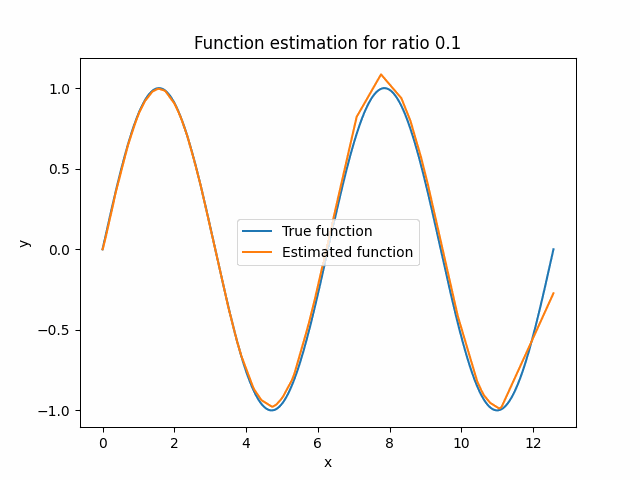 Function estimation for ratio 0.1
1.0
0.5
0.0
−0.5
−1.0
y
True function
Estimated function
0 2 4 6 8 10 12
x